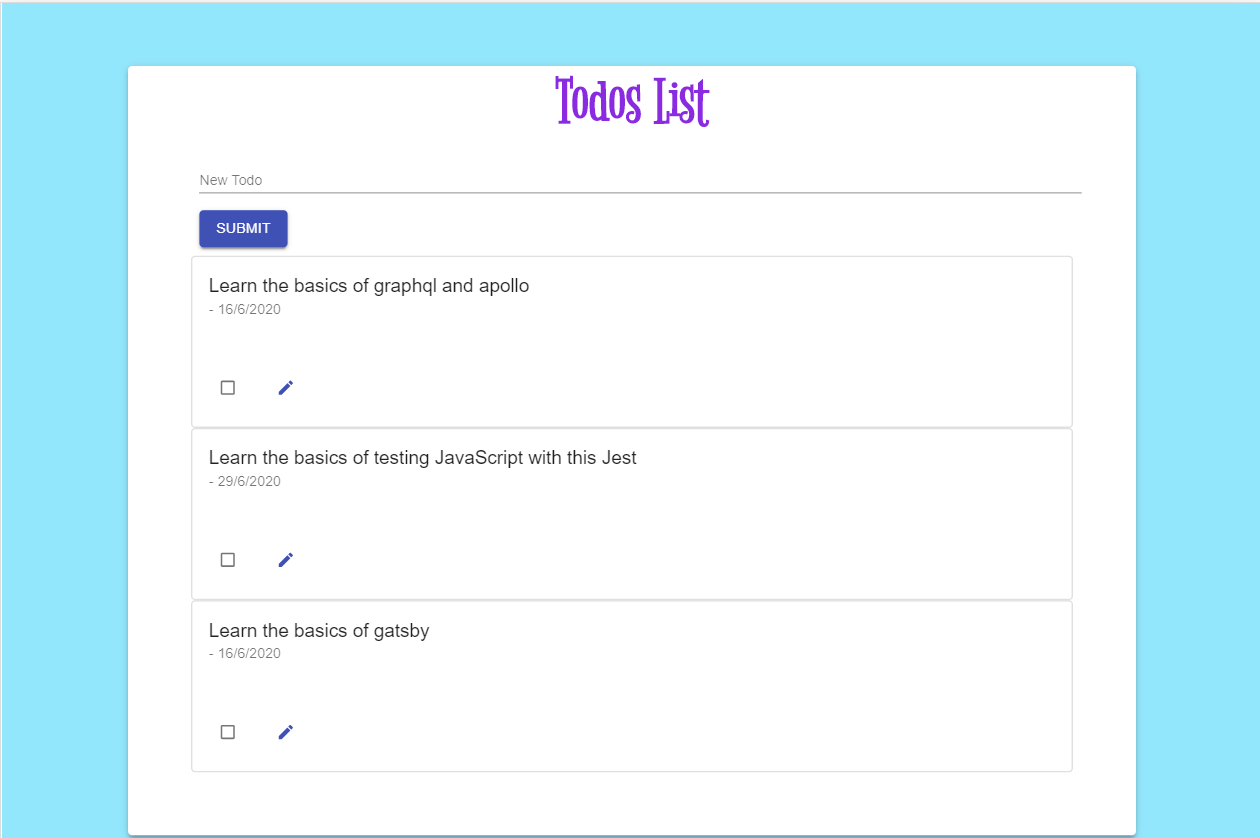 Todos List
New Todo
SUBMIT
Learn the basics of graphql and apollo
- 16/6/2020
Learn the basics of testing JavaScript with this Jest
- 29/6/2020
Learn the basics of gatsby
- 16/6/2020